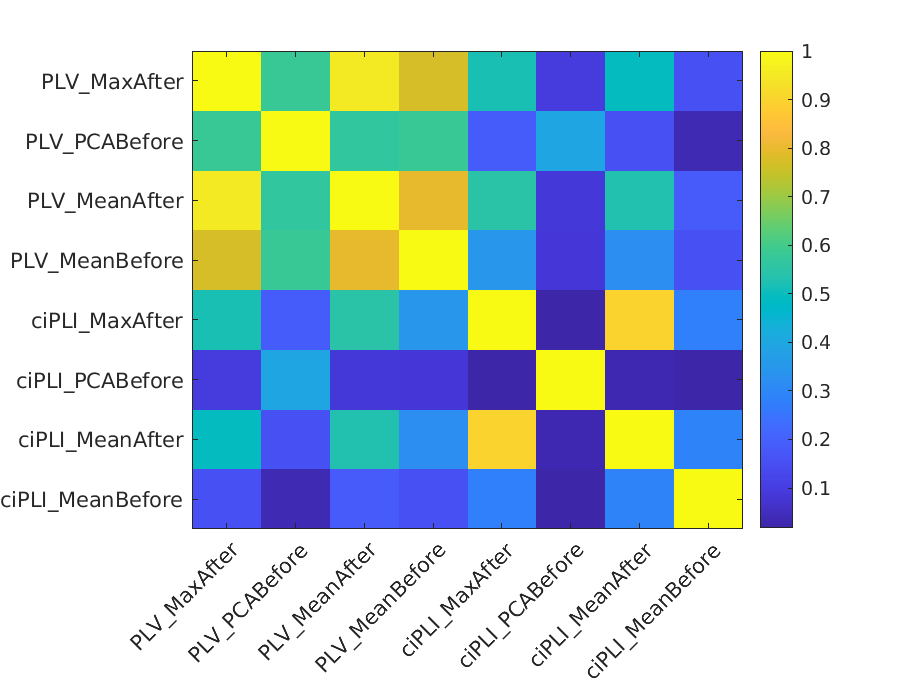 PLV_MaxAfter
PLV_PCABefore
PLV_MeanAfter
PLV_MeanBefore
ciPLI_MaxAfter
ciPLI_PCABefore
ciPLI_MeanAfter
ciPLI_MeanBefore
PLV_MaxAfter
PLV_PCABefore
PLV_MeanAfter
PLV_MeanBefore
ciPLI_MaxAfter
ciPLI_PCABefore
ciPLI_MeanAfter
ciPLI_MeanBefore
1
0.9
0.8
0.7
0.6
0.5
0.4
0.3
0.2
0.1